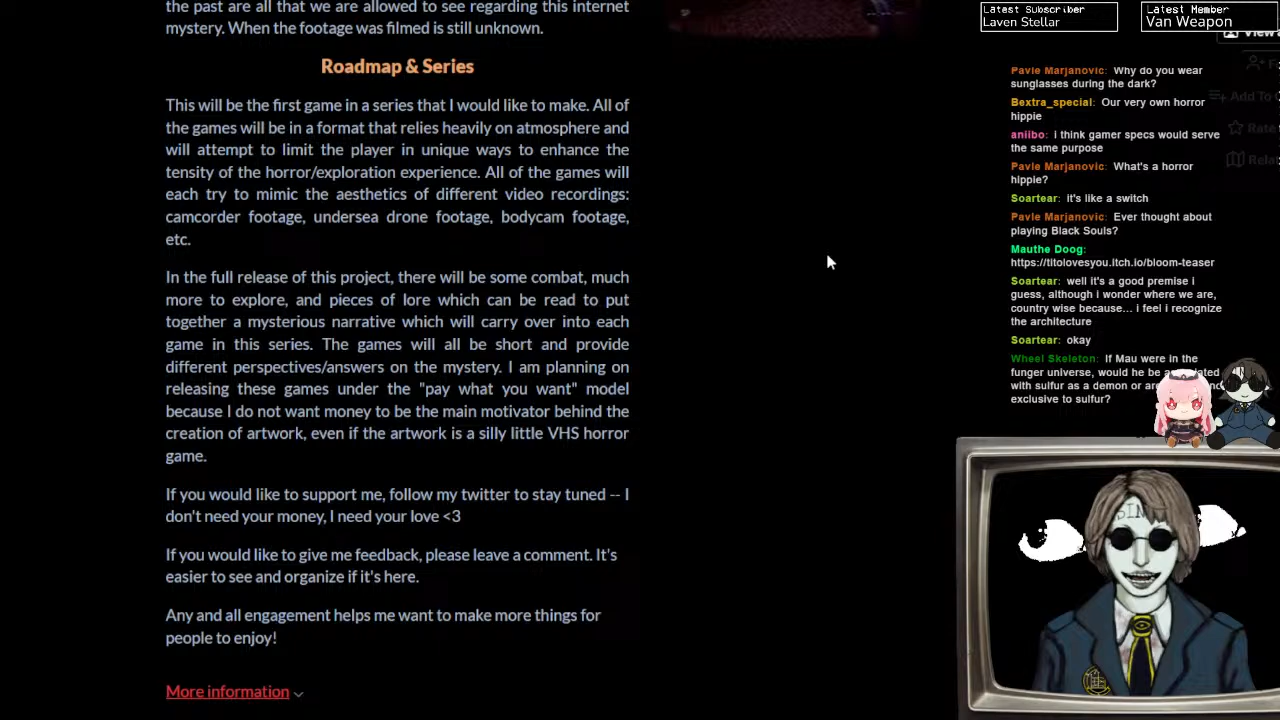 the past are all that we are allowed to see regarding this internet
mystery. When the footage was filmed is still unknown.
Roadmap & Series
This will be the first game in a series that I would like to make. All of
the games will be in a format that relies heavily on atmosphere and
will attempt to limit the player in unique ways to enhance the
tensity of the horror/exploration experience. All of the games will
each try to mimic the aesthetics of different video recordings:
camcorder footage, undersea drone footage, bodycam footage,
etc.
In the full release of this project, there will be some combat, much
more to explore, and pieces of lore which can be read to put
together a mysterious narrative which will carry over into each
game in this series. The games will all be short and provide
different perspectives/answers on the mystery. I am planning on
releasing these games under the "pay what you want" model
because I do not want money to be the main motivator behind the
creation of artwork, even if the artwork is a silly little VHS horror
game.
If you would like to support me, follow my twitter to stay tuned -- I
don't need your money, I need your love <3
If you would like to give me feedback, please leave a comment. It's
easier to see and organize if it's here.
Any and all engagement helps me want to make more things for
people to enjoy!
More information
Latest Subscriber
Laven Stellar
Latest Member
Van Weapon
View a
F
Add To
Rate
Rela
Pavle Marjanovic: Why do you wear
sunglasses during the dark?
Bextra_special: Our very own horror
hippie
aniibo: i think gamer specs would serve
the same purpose
Pavle Marjanovic: What's a horror
hippie?
Soartear: it's like a switch
Pavle Marjanovic: Ever thought about
playing Black Souls?
Mauthe Doog:
https://titolovesyou.itch.io/bloom-teaser
Soartear: well it's a good premise i
guess, although i wonder where we are,
country wise because... i feel i recognize
the architecture
Soartear: okay
Wheel Skeleton: If Mau were in the
funger universe, would he be a
with sulfur as a demon or ar
exclusive to sulfur?
SIN